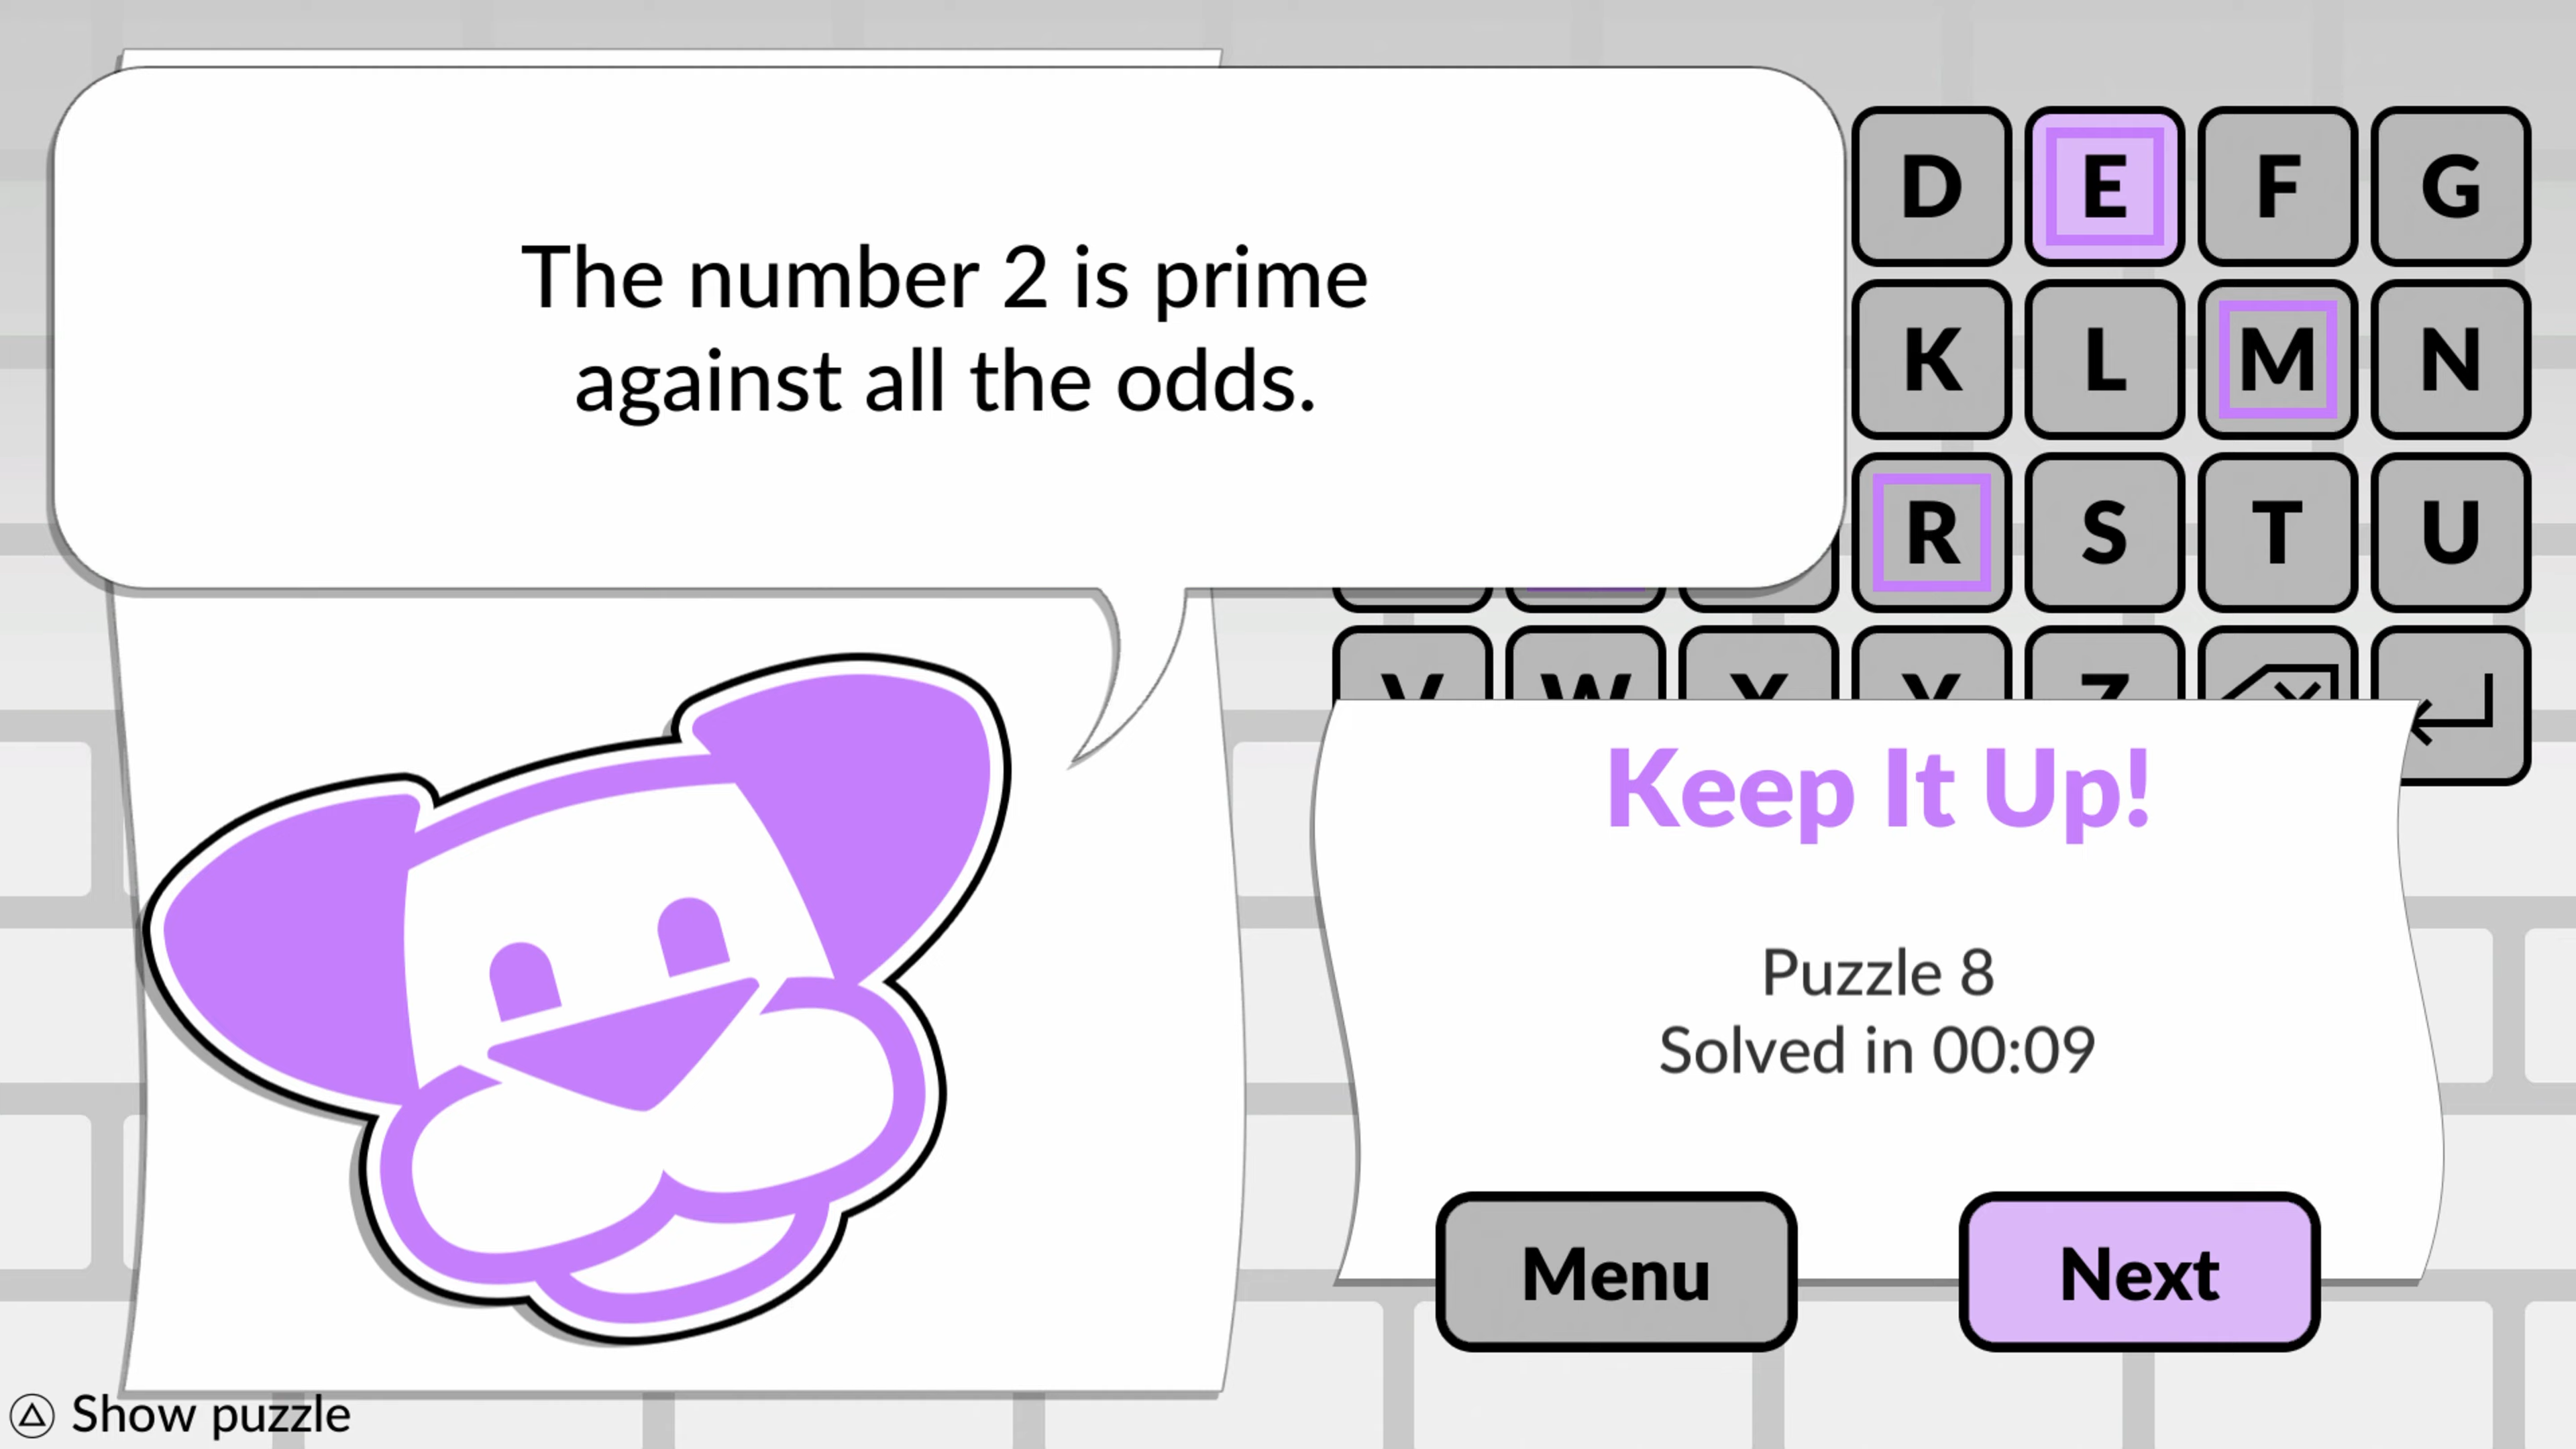 The number 2 is prime
against all the odds.
D E F G
K L M N
R S T U
V W X Y Z
Keep It Up!
Puzzle 8
Solved in 00:09
Menu Next
Show puzzle